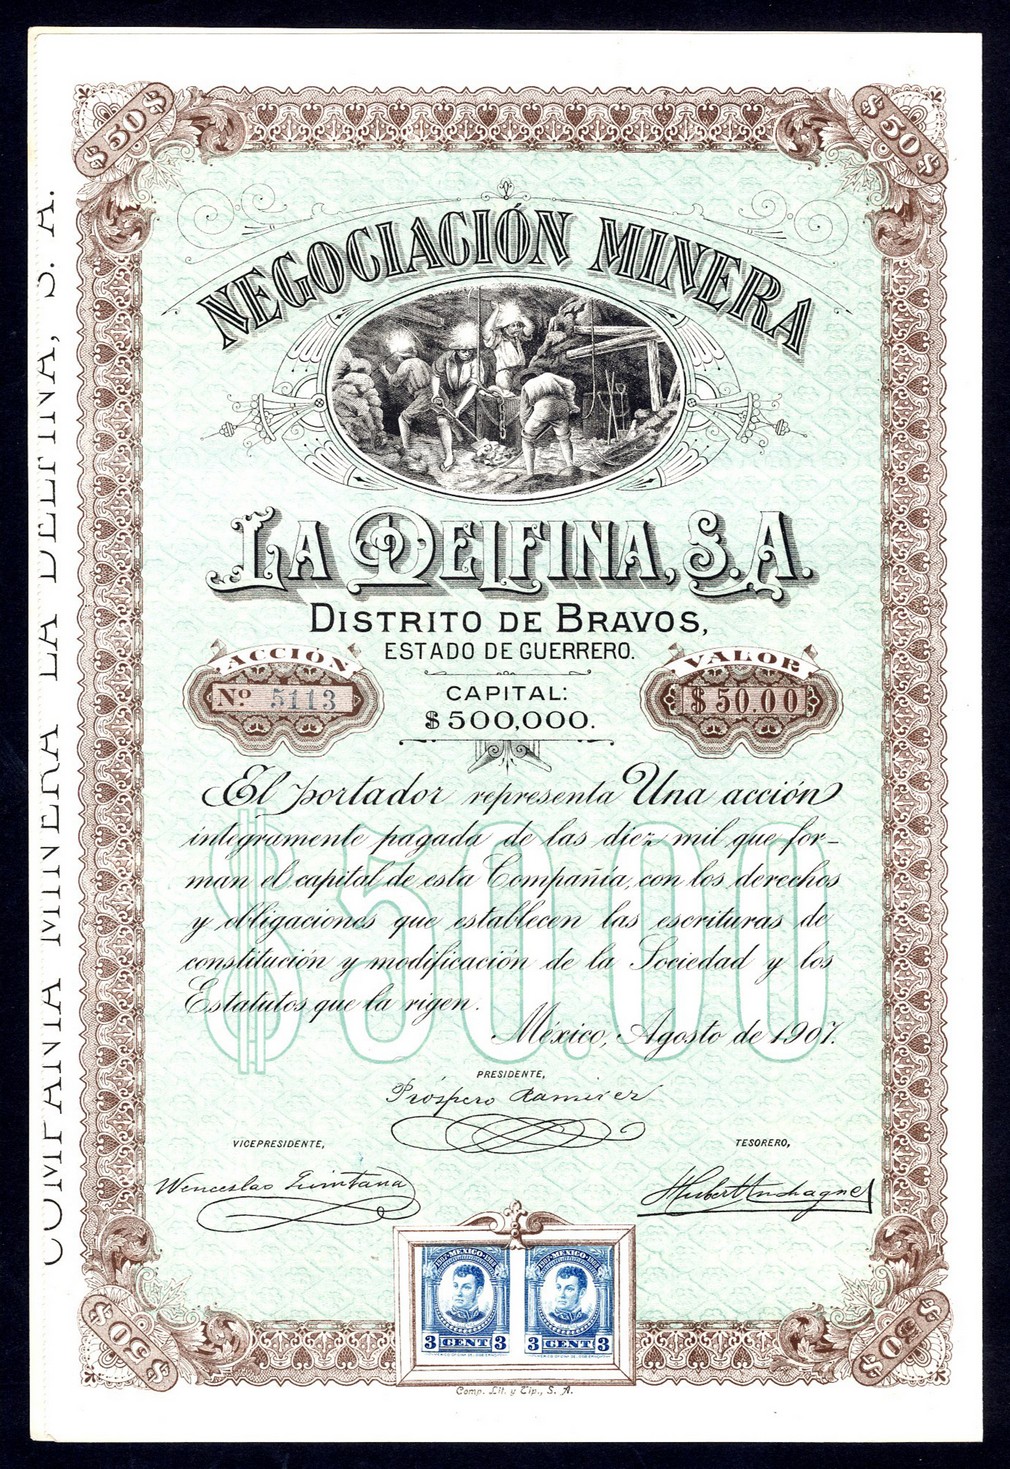 $50$
$50$
NEGOCIACIÓN MINERA
LA DELFINA, S.A.
DISTRITO DE BRAVOS,
ESTADO DE GUERRERO.
ACCIÓN
Nº 5113
CAPITAL:
$500,000.
VALOR
$50.00
El portador representa Una acción
integramente pagada de las diez mil que for-
man el capital de esta Compañia, con los derechos
y obligaciones que establecen las escrituras de
constitución y modificación de la Sociedad y los
Estatutos que la rigen.
México, Agosto de 1907.
$50.00
PRESIDENTE,
Próspero Ramirez
VICEPRESIDENTE,
Wenceslao Quintana
TESORERO,
MEXICO
3 CENT 3
MEXICO
3 CENT 3
$50$
$50$
Comp. Lit. y Tip., S. A.
COMPAÑIA MINERA LA DELFINA, S. A.